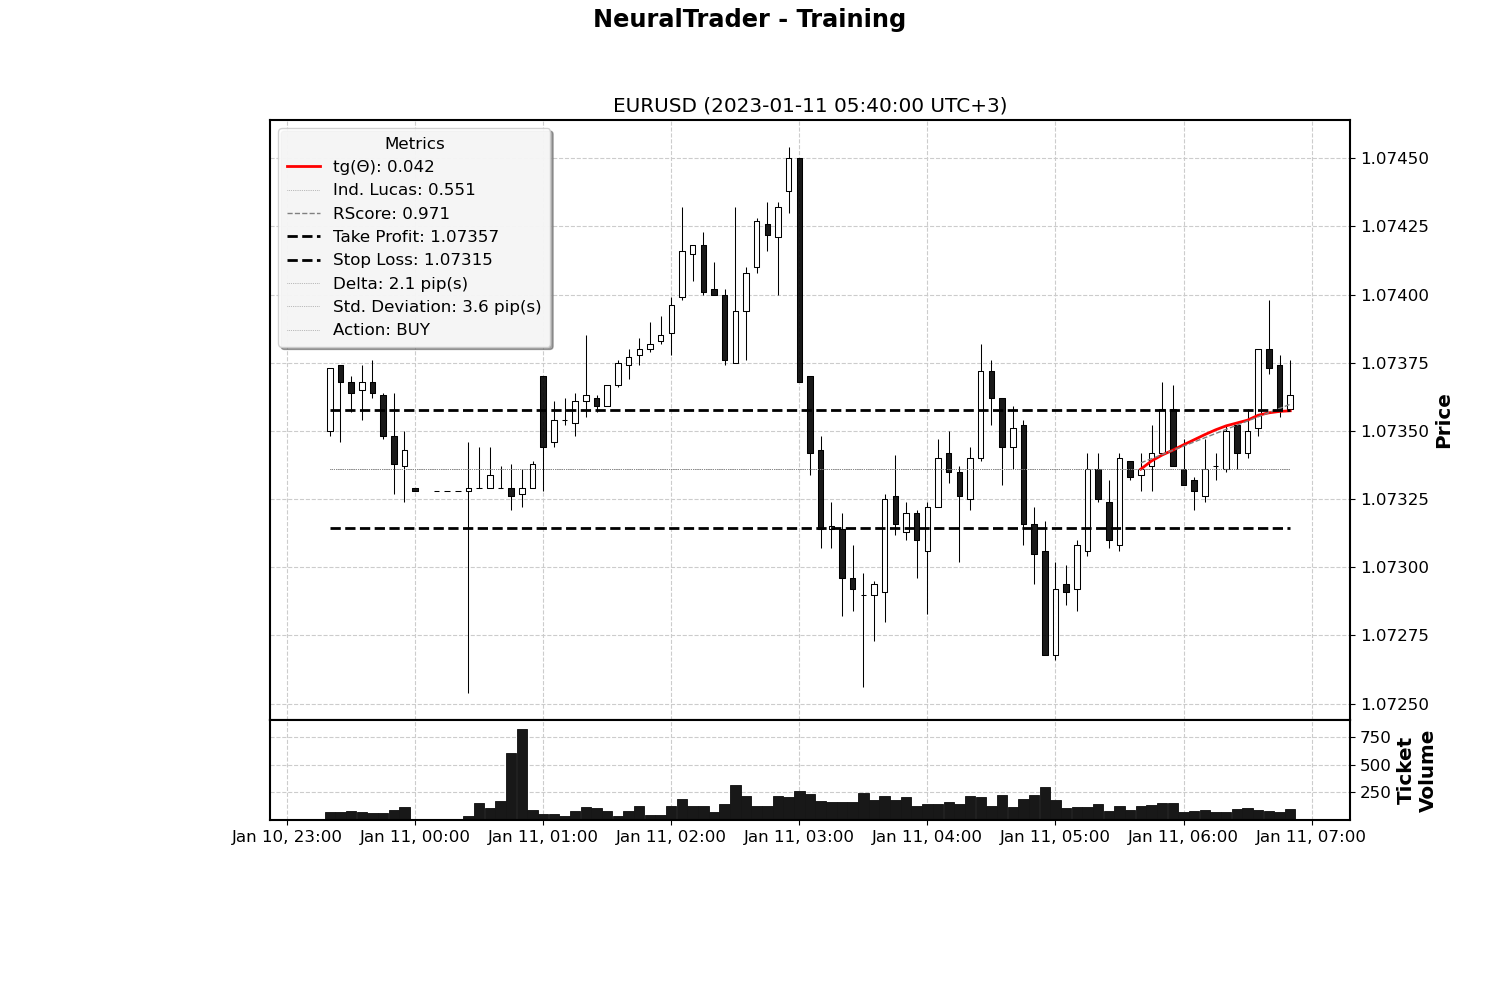 NeuralTrader - Training
EURUSD (2023-01-11 05:40:00 UTC+3)
Metrics
tg(Θ): 0.042
Ind. Lucas: 0.551
RScore: 0.971
Take Profit: 1.07357
Stop Loss: 1.07315
Delta: 2.1 pip(s)
Std. Deviation: 3.6 pip(s)
Action: BUY
1.07450
1.07425
1.07400
1.07375
1.07350
1.07325
1.07300
1.07275
1.07250
Price
750
500
250
Ticket
Volume
Jan 10, 23:00 Jan 11, 00:00 Jan 11, 01:00 Jan 11, 02:00 Jan 11, 03:00 Jan 11, 04:00 Jan 11, 05:00 Jan 11, 06:00 Jan 11, 07:00